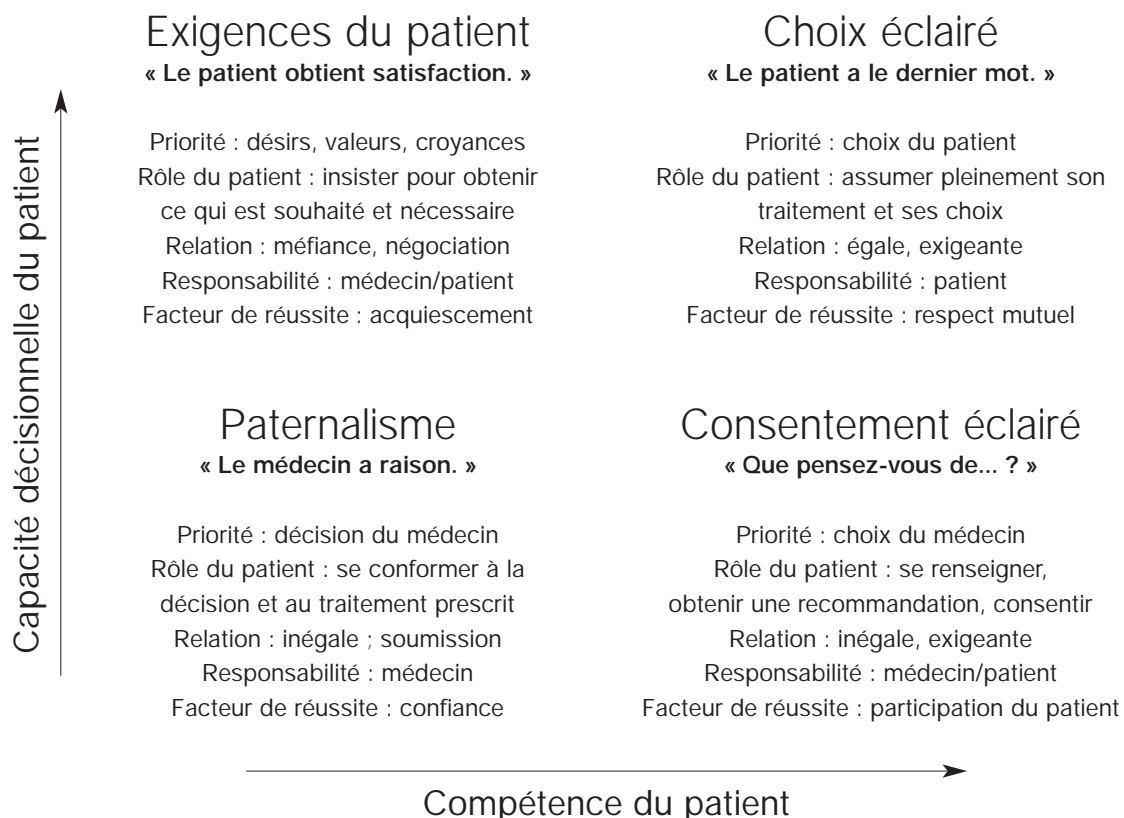 Exigences du patient
« Le patient obtient satisfaction. »
Priorité : désirs, valeurs, croyances
Rôle du patient : insister pour obtenir
ce qui est souhaité et nécessaire
Relation : méfiance, négociation
Responsabilité : médecin/patient
Facteur de réussite : acquiescement
Choix éclairé
« Le patient a le dernier mot. »
Priorité : choix du patient
Rôle du patient : assumer pleinement son
traitement et ses choix
Relation : égale, exigeante
Responsabilité : patient
Facteur de réussite : respect mutuel
Capacité décisionnelle du patient
Paternalisme
« Le médecin a raison. »
Priorité : décision du médecin
Rôle du patient : se conformer à la
décision et au traitement prescrit
Relation : inégale ; soumission
Responsabilité : médecin
Facteur de réussite : confiance
Consentement éclairé
« Que pensez-vous de... ? »
Priorité : choix du médecin
Rôle du patient : se renseigner,
obtenir une recommandation, consentir
Relation : inégale, exigeante
Responsabilité : médecin/patient
Facteur de réussite : participation du patient
Compétence du patient